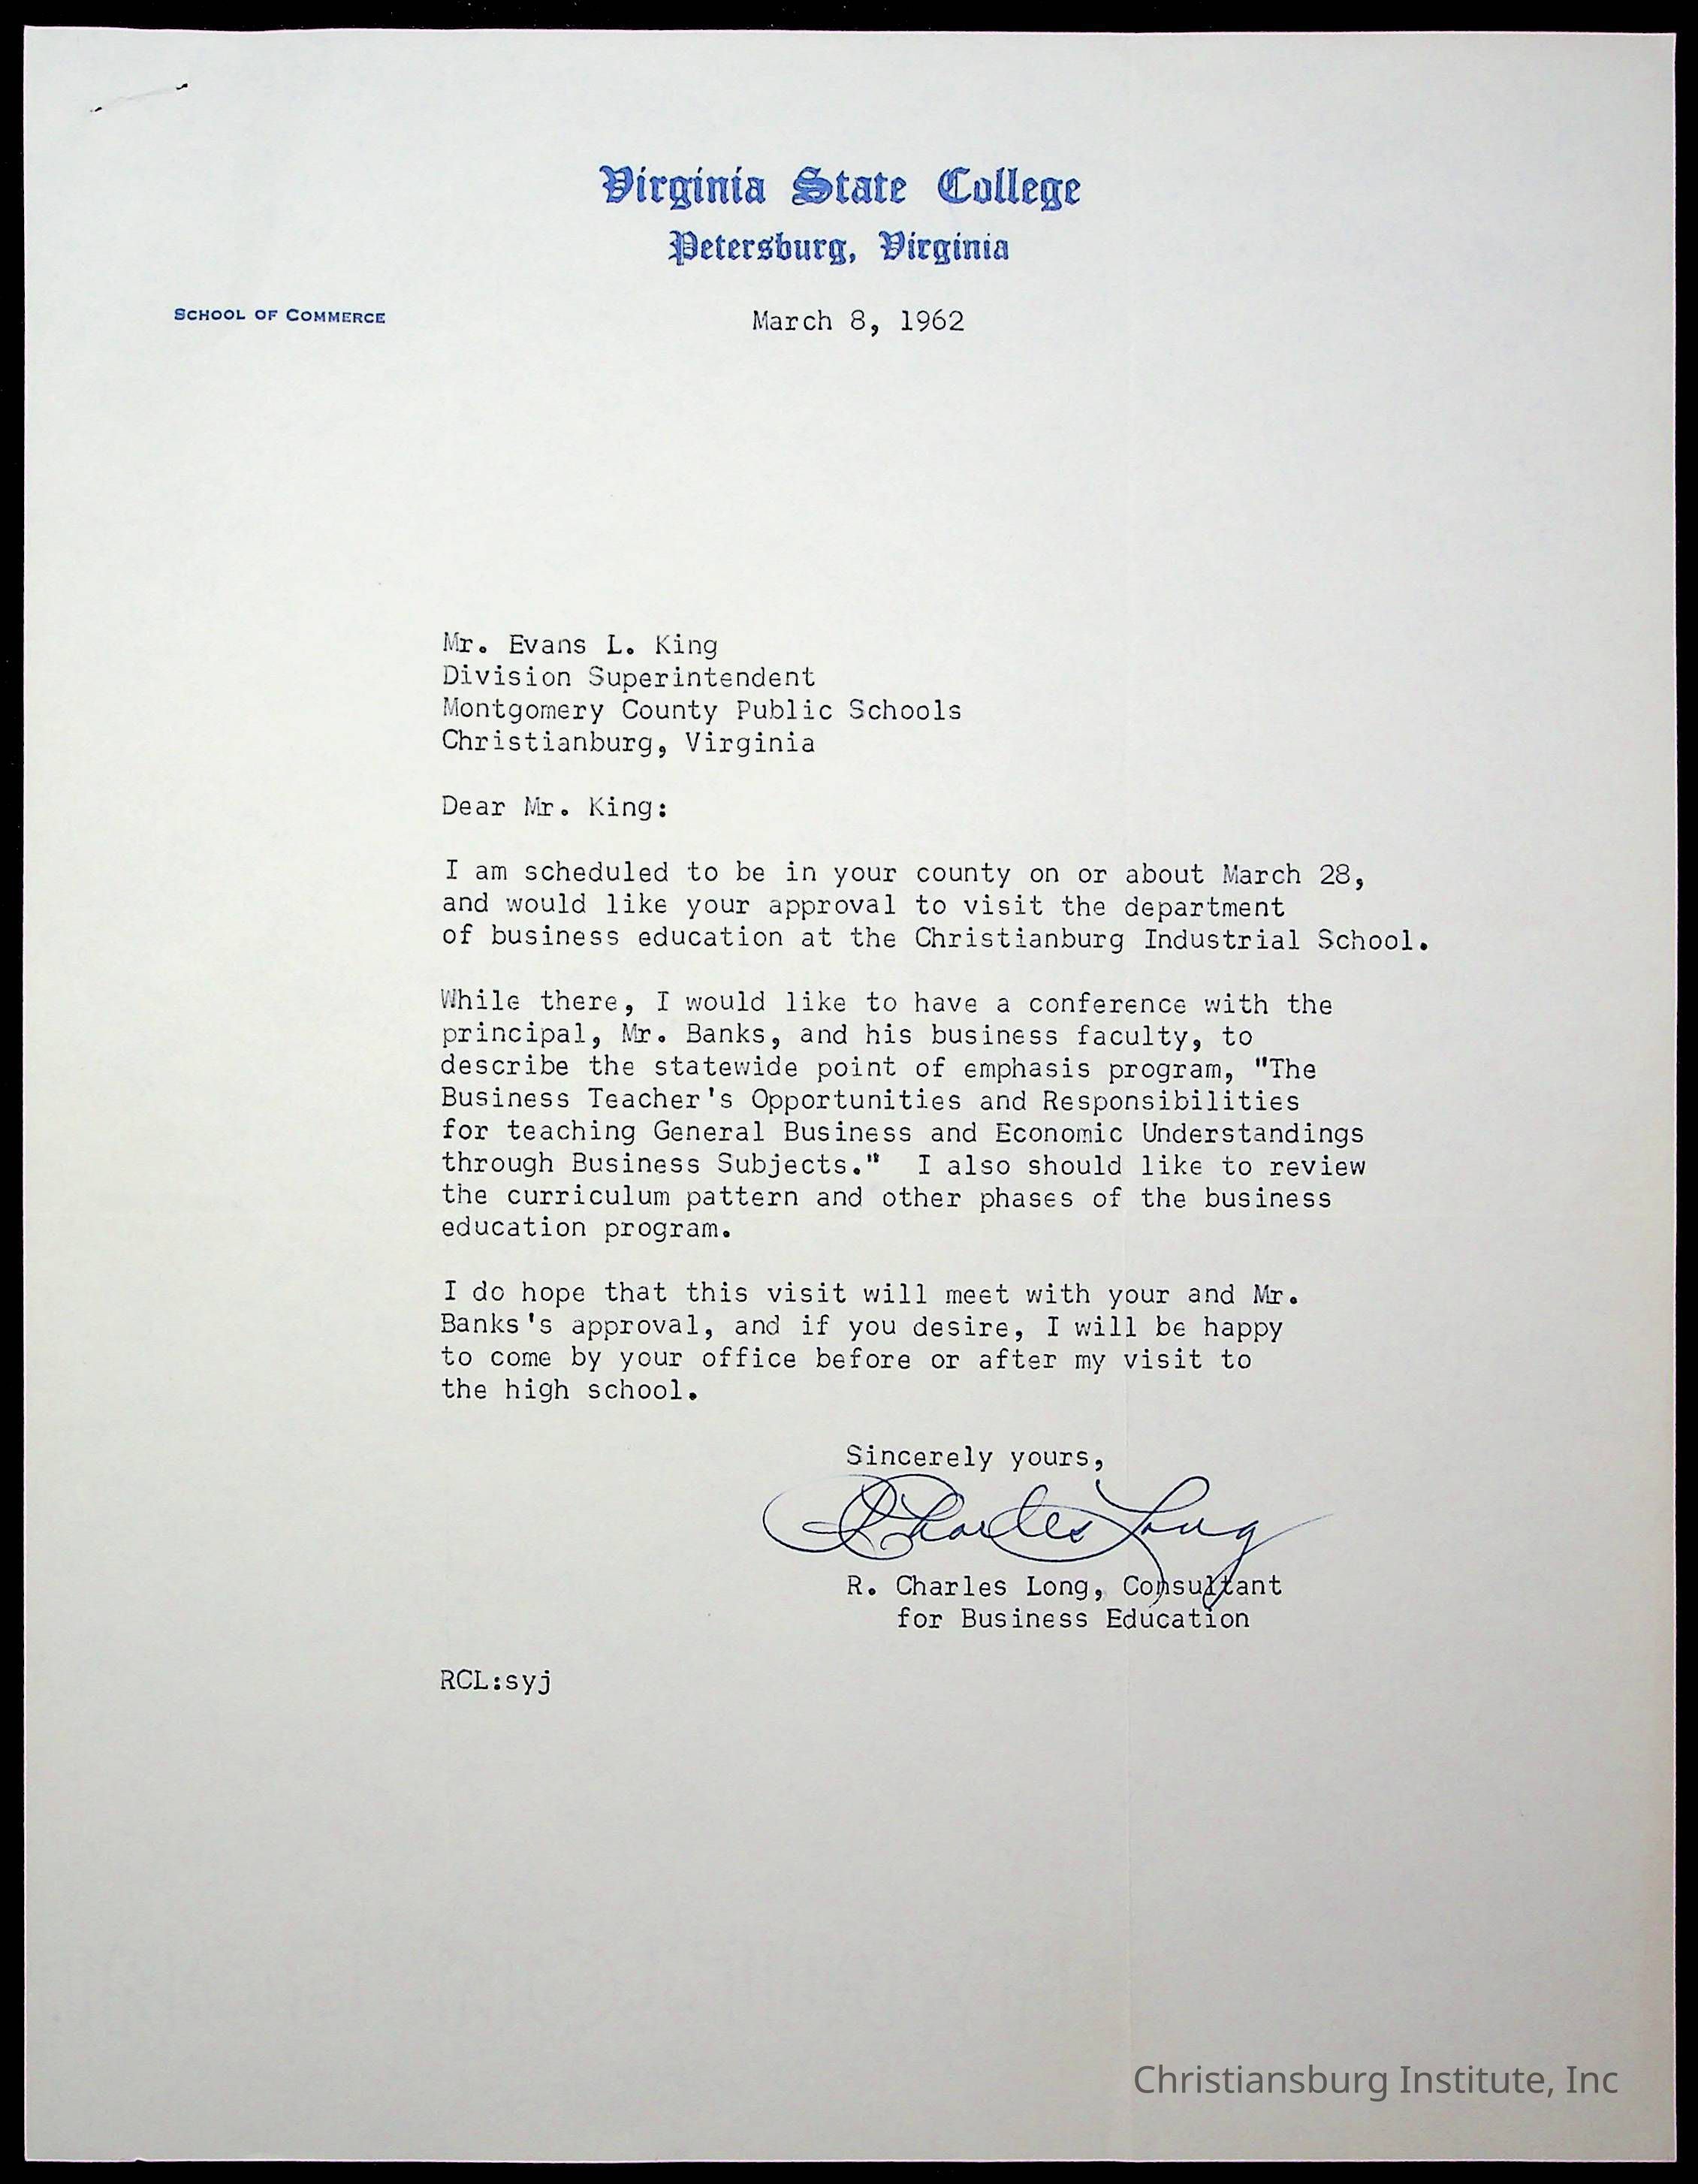 Virginia State College
Petersburg, Virginia
SCHOOL OF COMMERCE
March 8, 1962
Mr. Evans L. King
Division Superintendent
Montgomery County Public Schools
Christianburg, Virginia
Dear Mr. King:
I am scheduled to be in your county on or about March 28,
and would like your approval to visit the department
of business education at the Christianburg Industrial School.
While there, I would like to have a conference with the
principal, Mr. Banks, and his business faculty, to
describe the statewide point of emphasis program, "The
Business Teacher's Opportunities and Responsibilities
for teaching General Business and Economic Understandings
through Business Subjects." I also should like to review
the curriculum pattern and other phases of the business
education program.
I do hope that this visit will meet with your and Mr.
Banks's approval, and if you desire, I will be happy
to come by your office before or after my visit to
the high school.
Sincerely yours,
R Charles Long
R. Charles Long, Consultant
for Business Education
RCL:syj
Christiansburg Institute, Inc